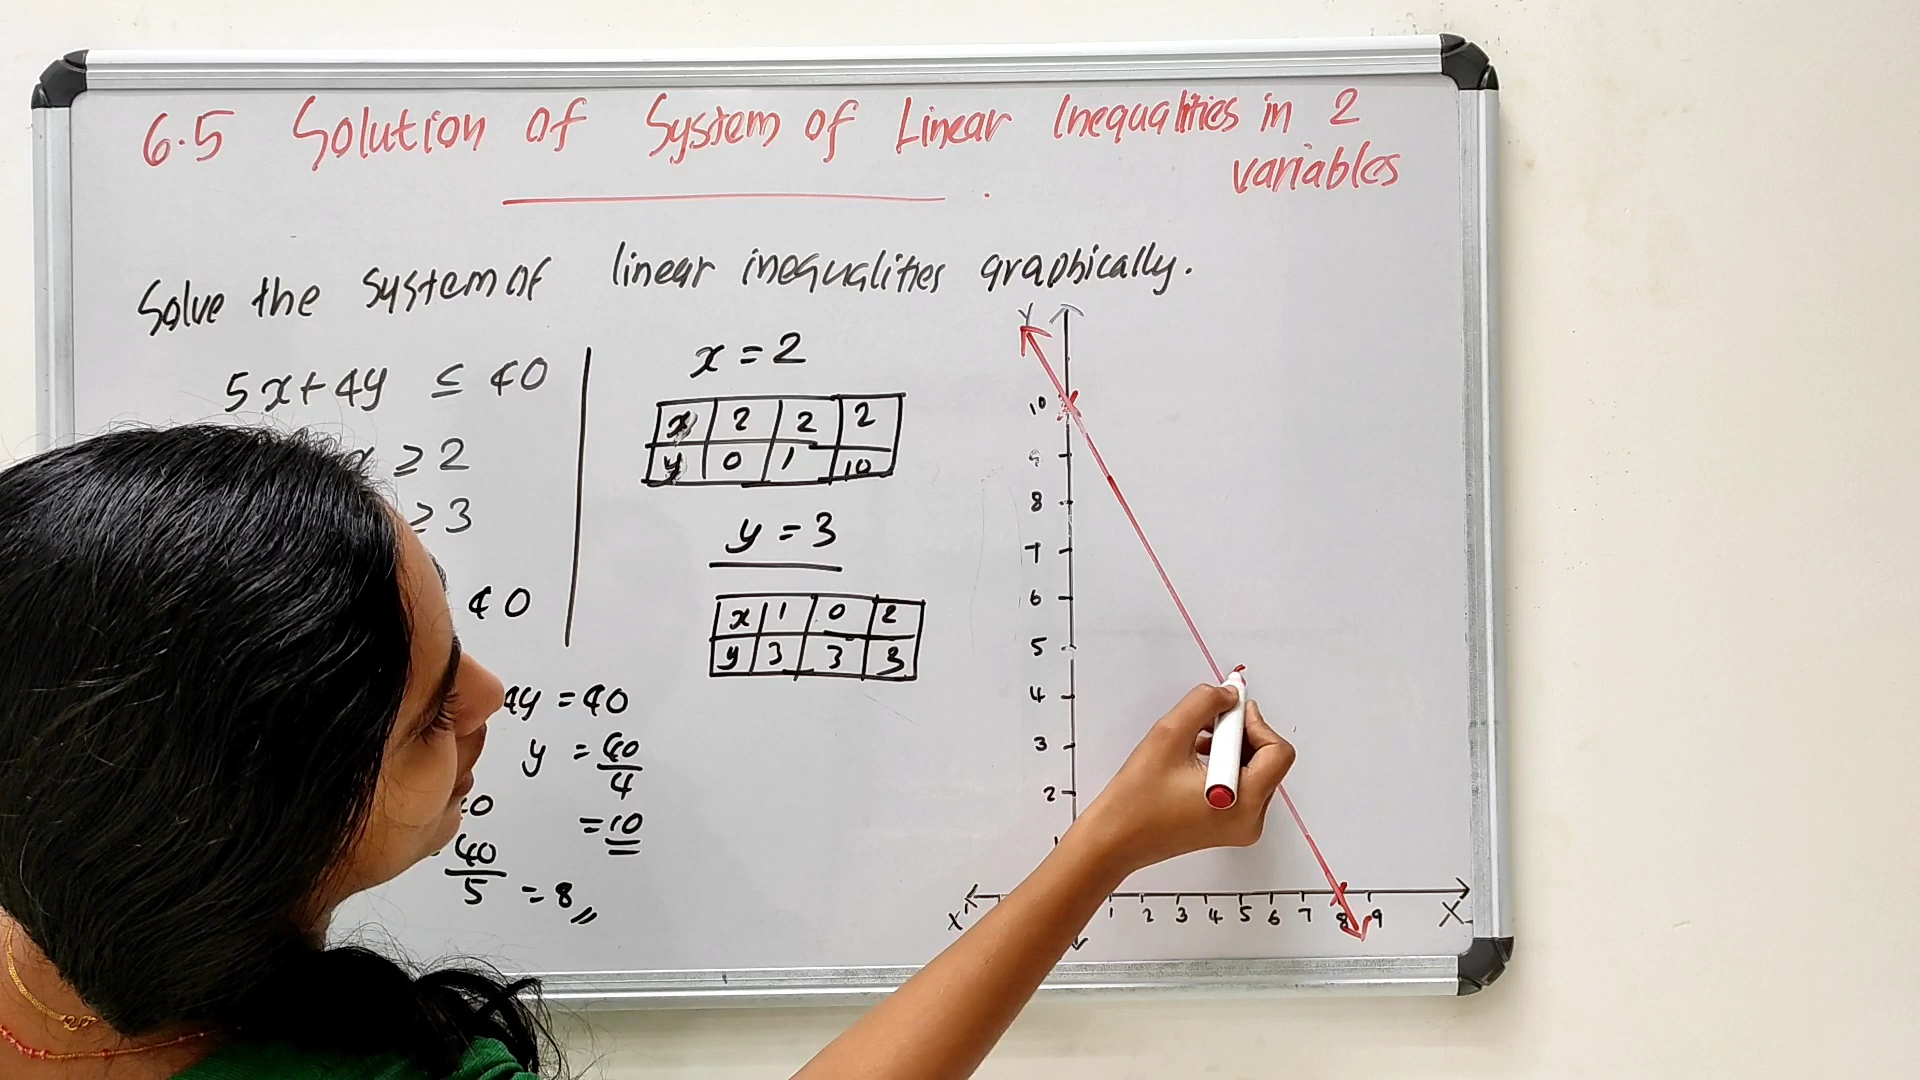 6.5 Solution of System of Linear Inequalities in 2
variables
Solve the system of linear inequalities graphically.
5x+4y ≤ 40
x ≥ 2
≥ 3
40
4y = 40
y = 40/4
= 10
40/5 = 8
x = 2
x 2 2 2
y 0 1 10
y = 3
x 1 0 2
y 3 3 3
Y
10
9
8
7
6
5
4
3
2
1
X' 1 2 3 4 5 6 7 8 9 X